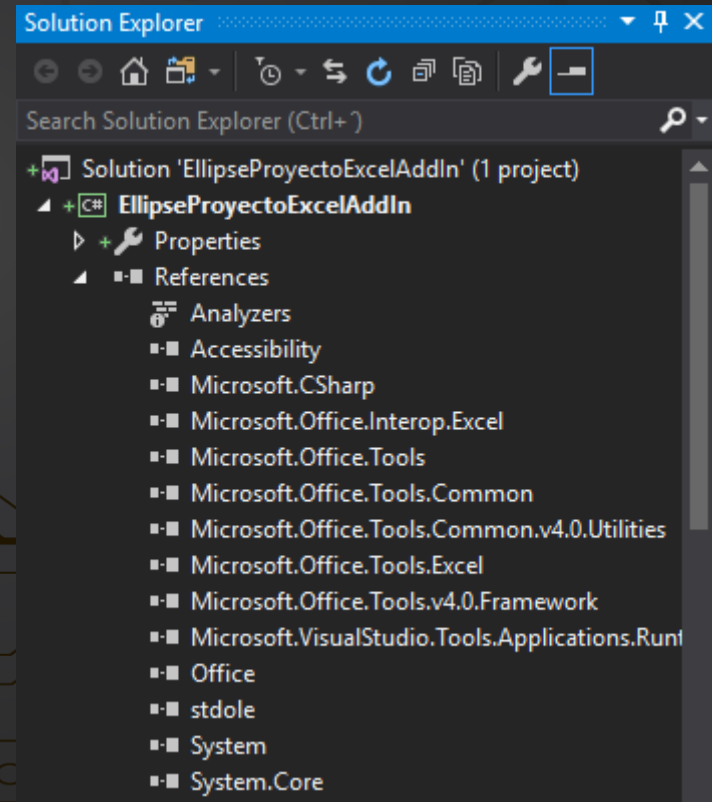 Solution Explorer
Search Solution Explorer (Ctrl+´)
Solution 'EllipseProyectoExcelAddIn' (1 project)
C# EllipseProyectoExcelAddIn
Properties
References
Analyzers
Accessibility
Microsoft.CSharp
Microsoft.Office.Interop.Excel
Microsoft.Office.Tools
Microsoft.Office.Tools.Common
Microsoft.Office.Tools.Common.v4.0.Utilities
Microsoft.Office.Tools.Excel
Microsoft.Office.Tools.v4.0.Framework
Microsoft.VisualStudio.Tools.Applications.Runt
Office
stdole
System
System.Core